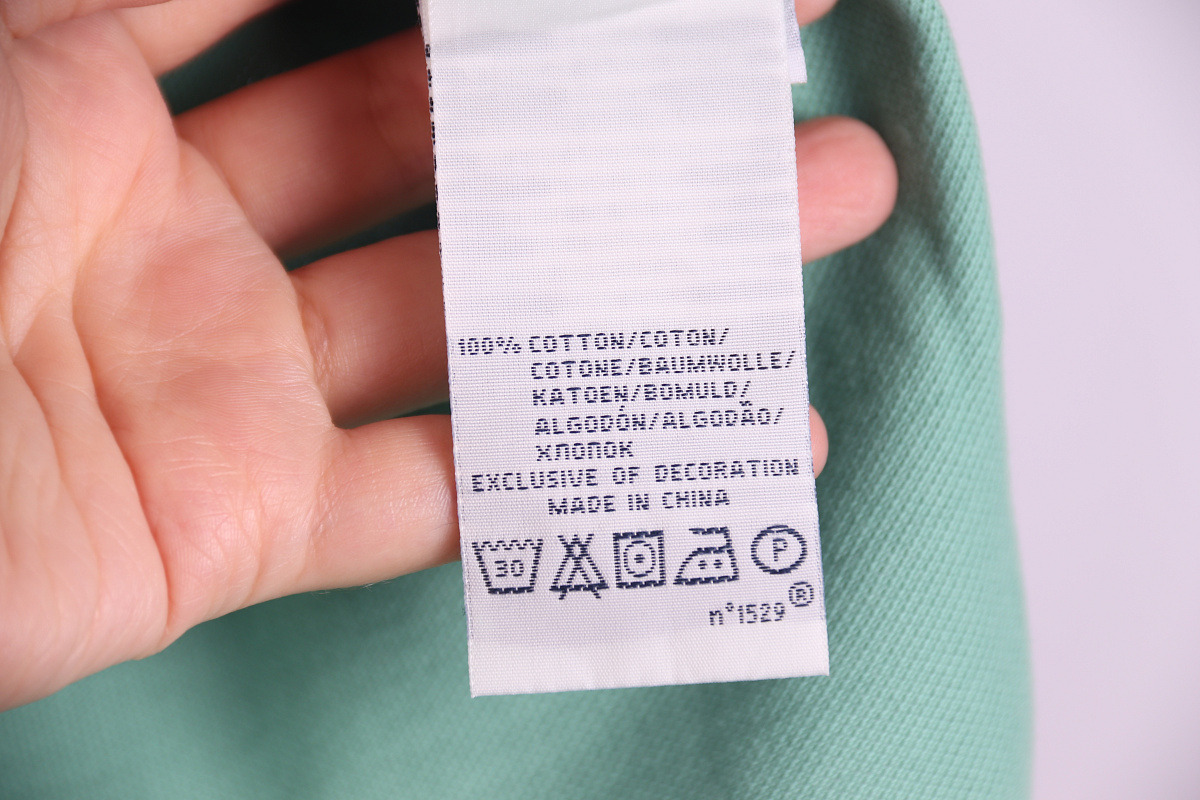 100% COTTON/COTON/
COTONE/BAUMWOLLE/
KATOEN/BOMULD/
ALGODÓN/ALGODÃO/
ХЛОПОК
EXCLUSIVE OF DECORATION
MADE IN CHINA
30 P
n°1529®